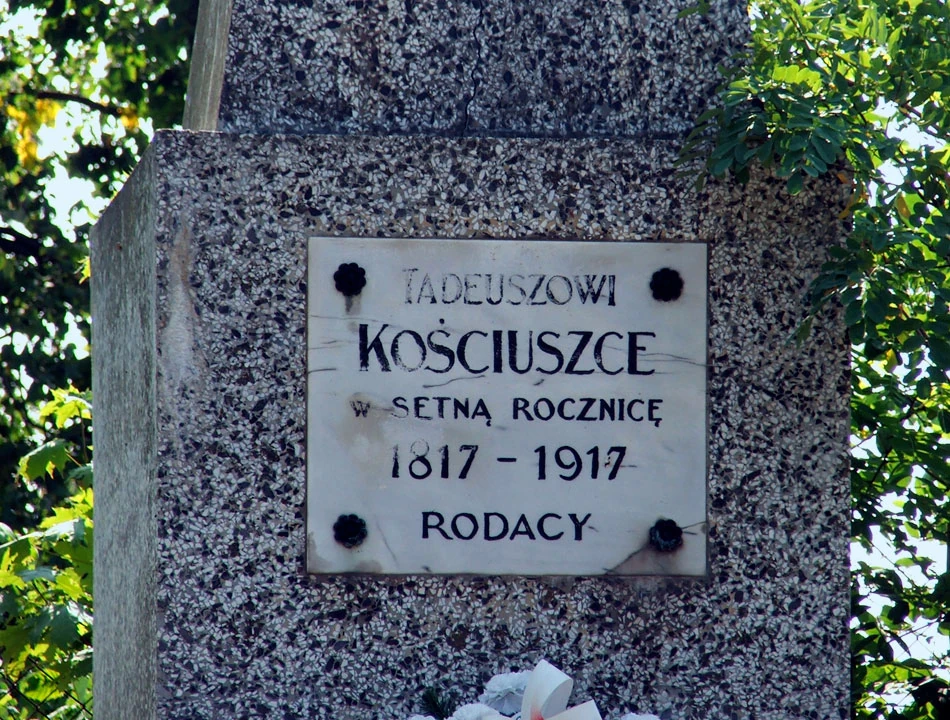 TADEUSZOWI
KOŚCIUSZCE
W SETNĄ ROCZNICĘ
1817 - 1917
RODACY